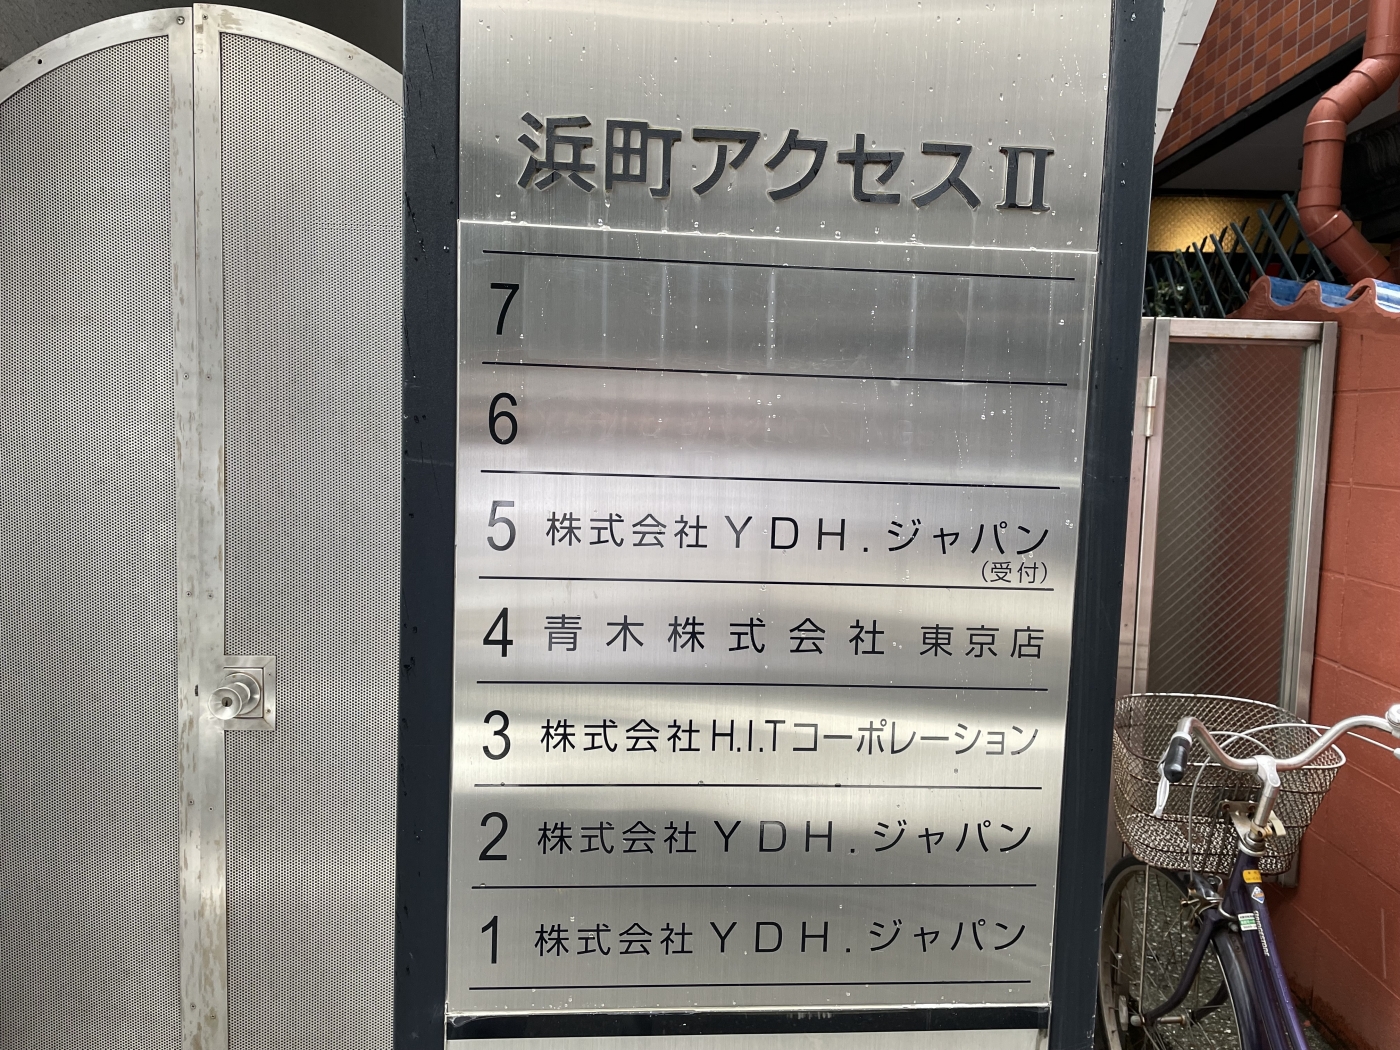 浜町アクセスⅡ
7
6
5 株式会社YDH.ジャパン
(受付)
4 青木株式会社 東京店
3 株式会社H.I.Tコーポレーション
2 株式会社YDH.ジャパン
1 株式会社YDH.ジャパン
BRIDGESTONE